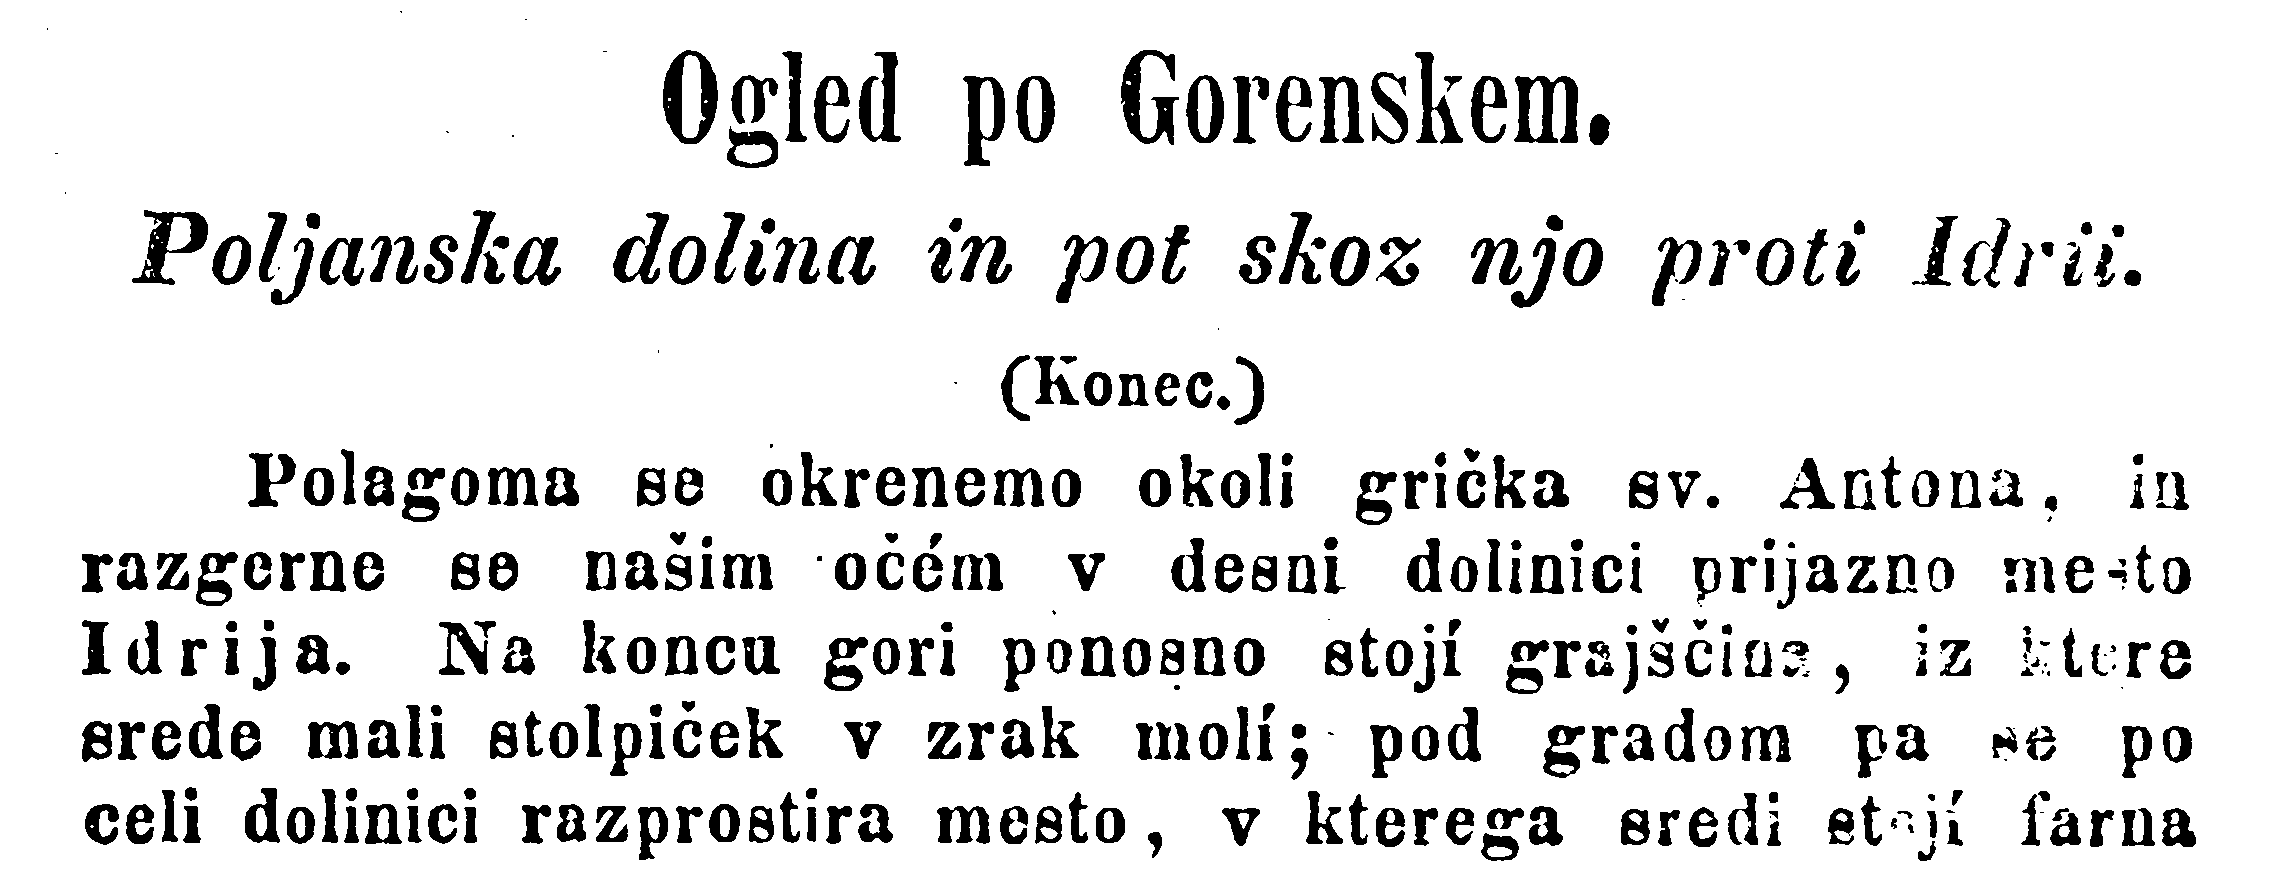 Ogled po Gorenskem.
Poljanska dolina in pot skoz njo proti Idrii.
(Konec.)
Polagoma se okrenemo okoli grička sv. Antona, in
razgerne se našim očém v desni dolinici prijazno mesto
Idrija. Na koncu gori ponosno stojí grajščina, iz ktere
srede mali stolpiček v zrak molí; pod gradom pa se po
celi dolinici razprostira mesto, v kterega sredi stojí farna